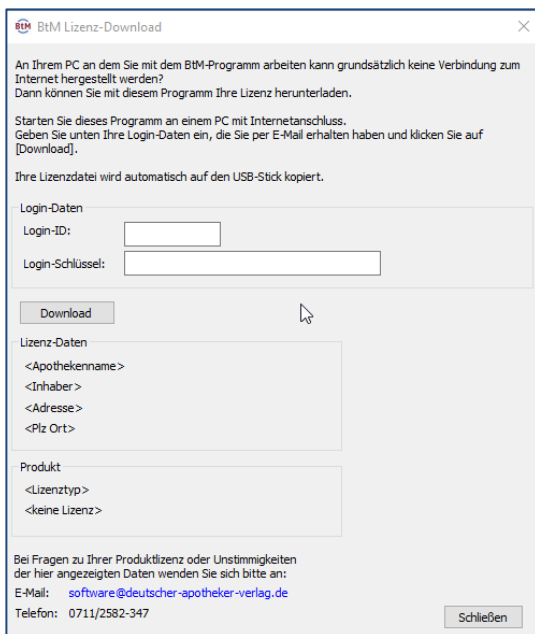 BtM BtM Lizenz-Download
An Ihrem PC an dem Sie mit dem BtM-Programm arbeiten kann grundsätzlich keine Verbindung zum
Internet hergestellt werden?
Dann können Sie mit diesem Programm Ihre Lizenz herunterladen.
Starten Sie dieses Programm an einem PC mit Internetanschluss.
Geben Sie unten Ihre Login-Daten ein, die Sie per E-Mail erhalten haben und klicken Sie auf
[Download].
Ihre Lizenzdatei wird automatisch auf den USB-Stick kopiert.
Login-Daten
Login-ID:
Login-Schlüssel:
Download
Lizenz-Daten
<Apothekenname>
<Inhaber>
<Adresse>
<Plz Ort>
Produkt
<Lizenztyp>
<keine Lizenz>
Bei Fragen zu Ihrer Produktlizenz oder Unstimmigkeiten
der hier angezeigten Daten wenden Sie sich bitte an:
E-Mail: software@deutscher-apotheker-verlag.de
Telefon: 0711/2582-347
Schließen